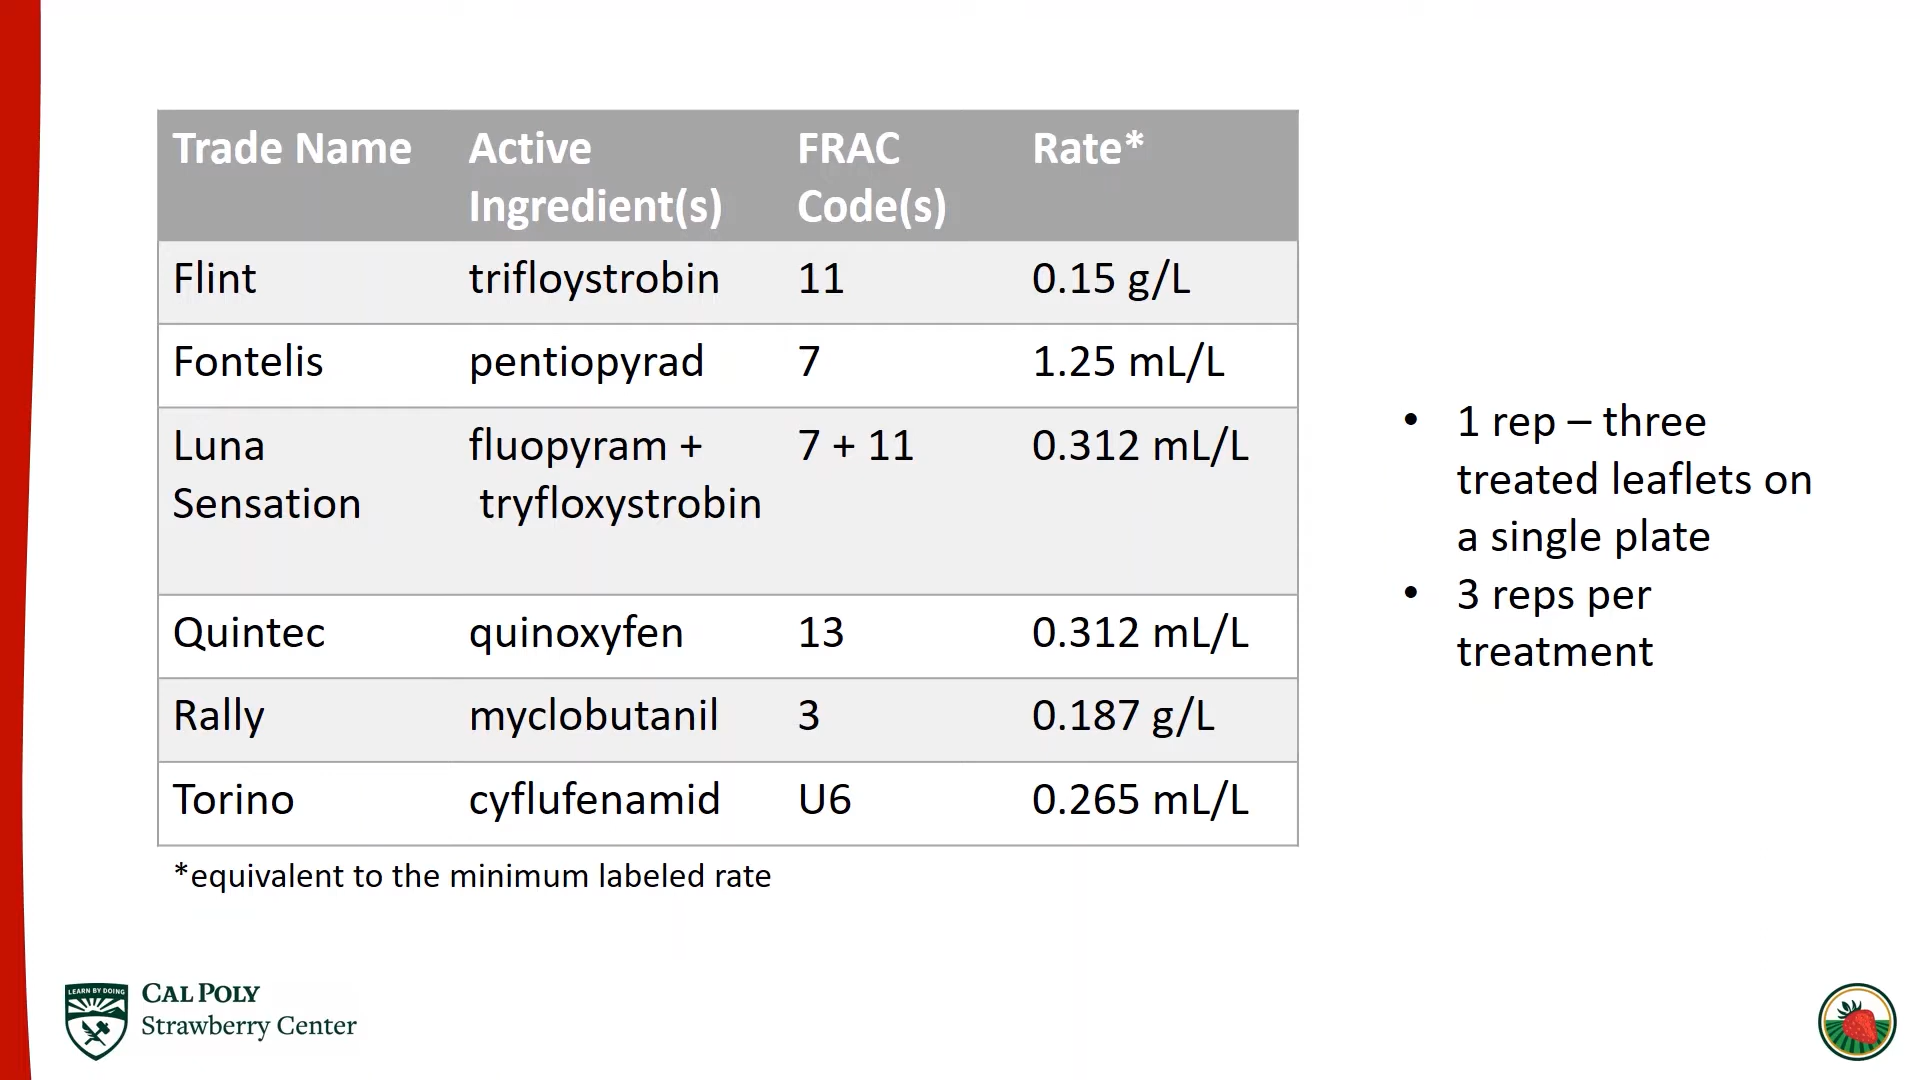 Trade Name Active FRAC Rate*
Ingredient(s) Code(s)
Flint trifloystrobin 11 0.15 g/L
Fontelis pentiopyrad 7 1.25 mL/L
Luna fluopyram + 7 + 11 0.312 mL/L
Sensation tryfloxystrobin
Quintec quinoxyfen 13 0.312 mL/L
Rally myclobutanil 3 0.187 g/L
Torino cyflufenamid U6 0.265 mL/L
*equivalent to the minimum labeled rate
• 1 rep – three
treated leaflets on
a single plate
• 3 reps per
treatment
LEARN BY DOING
CAL POLY
Strawberry Center